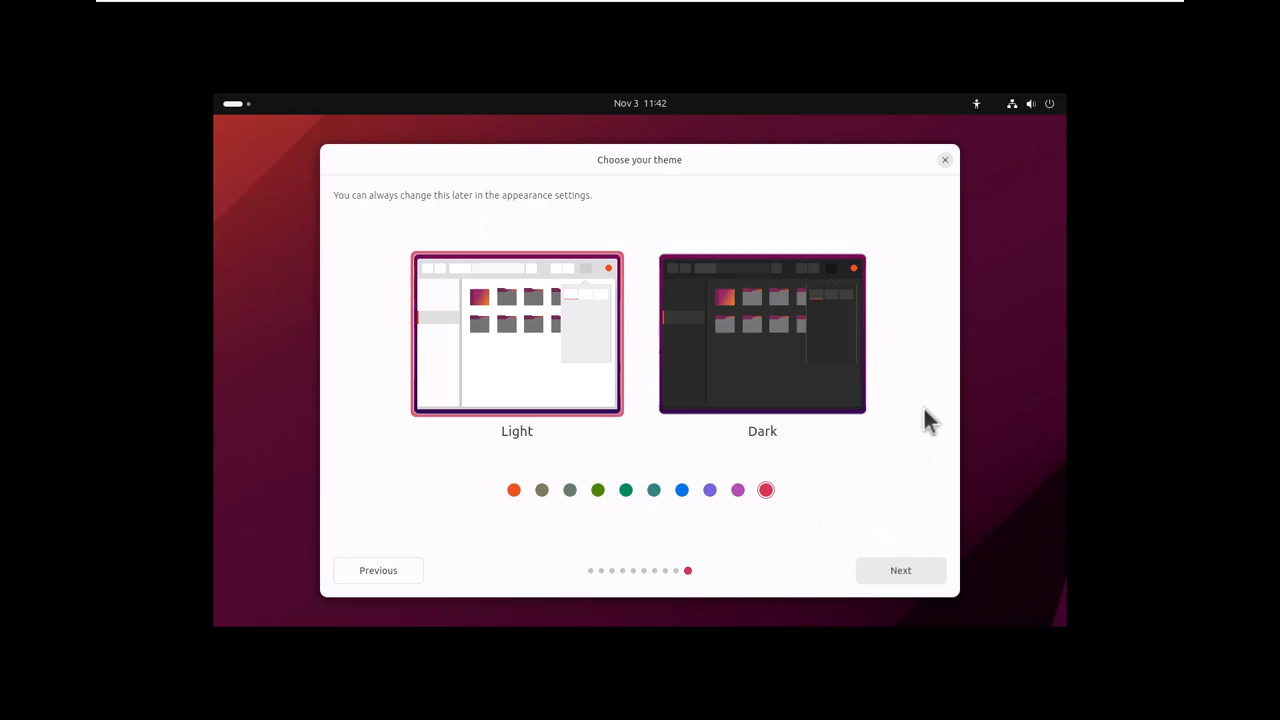 Nov 3 11:42
Choose your theme
You can always change this later in the appearance settings.
Light
Dark
Previous
Next